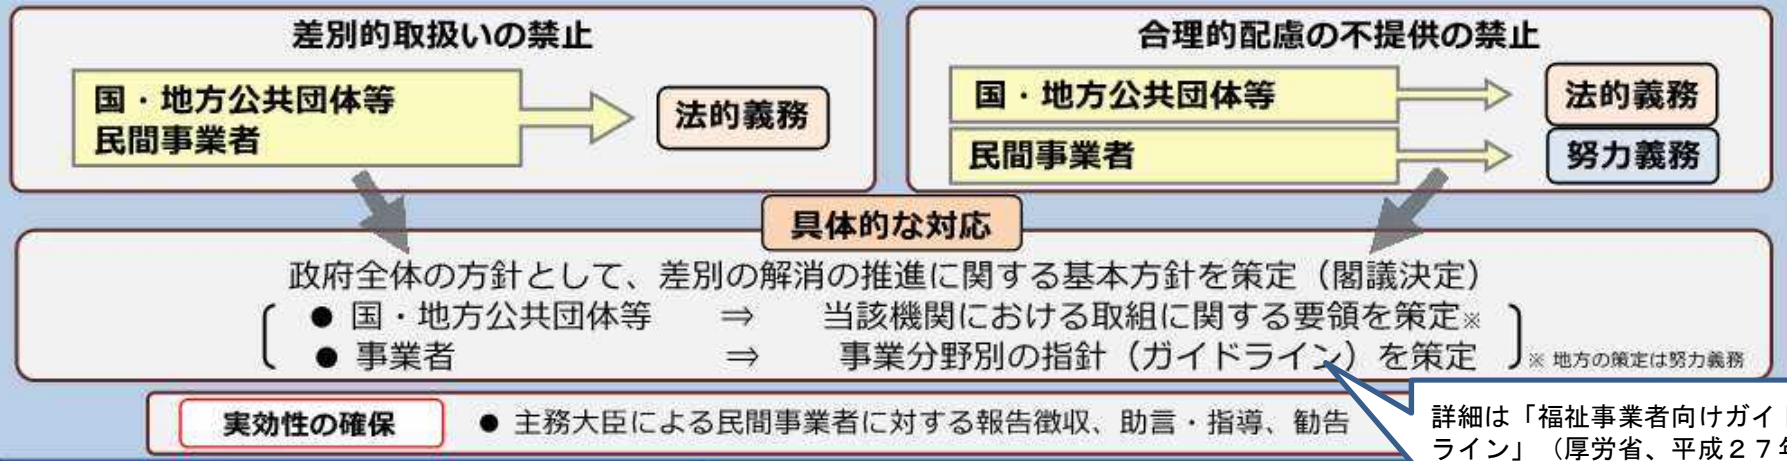 差別的取扱いの禁止
国・地方公共団体等
民間事業者
法的義務
合理的配慮の不提供の禁止
国・地方公共団体等
法的義務
民間事業者
努力義務
具体的な対応
政府全体の方針として、差別の解消の推進に関する基本方針を策定（閣議決定）
● 国・地方公共団体等 ⇒ 当該機関における取組に関する要領を策定※
● 事業者 ⇒ 事業分野別の指針（ガイドライン）を策定
※ 地方の策定は努力義務
実効性の確保
● 主務大臣による民間事業者に対する報告徴収、助言・指導、勧告
詳細は「福祉事業者向けガイ
ライン」（厚労省、平成２７年